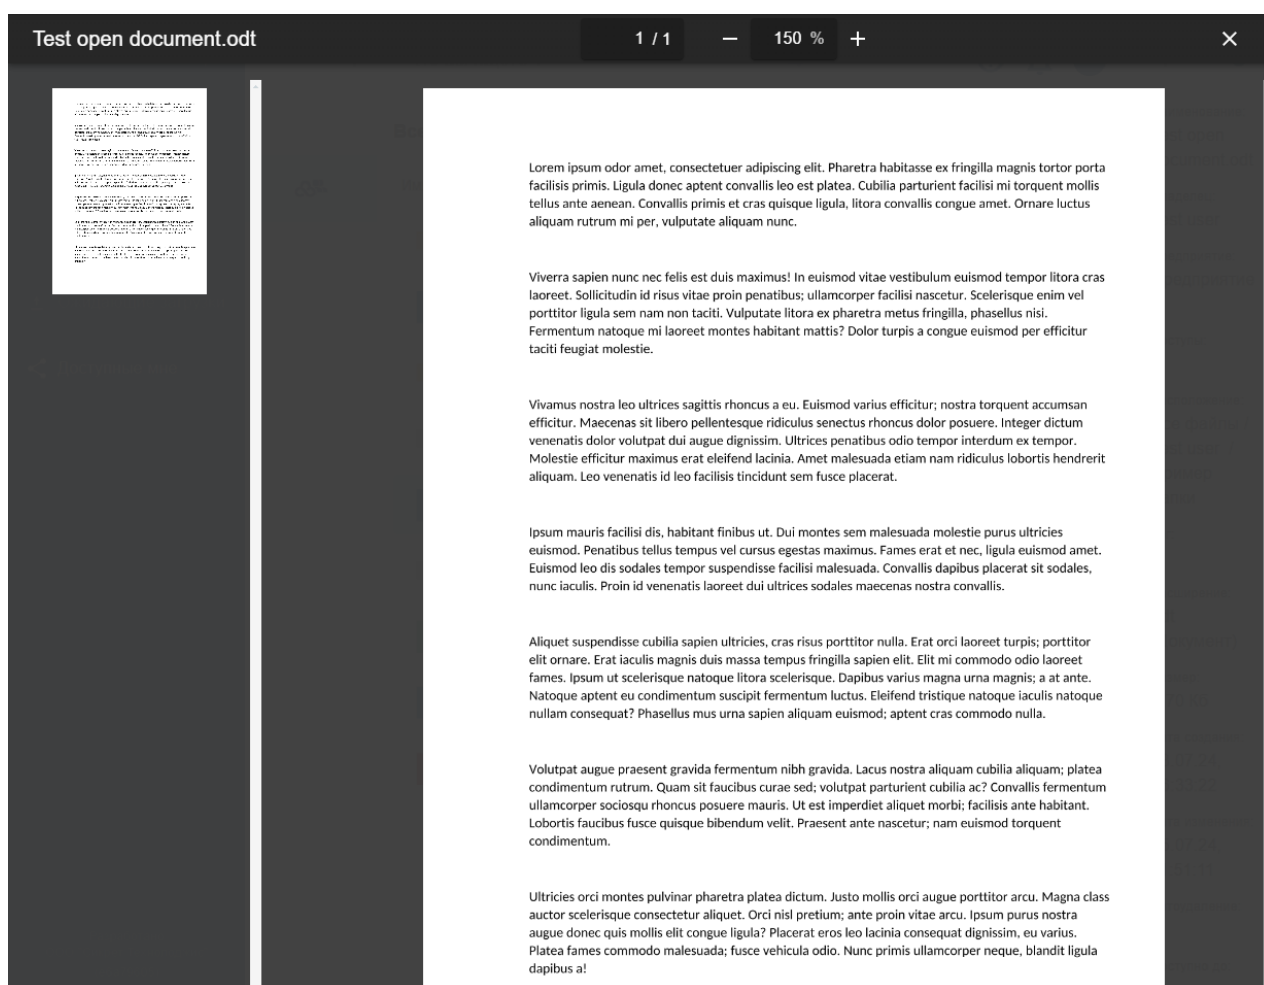 Test open document.odt
1 / 1
150 %
Lorem ipsum odor amet, consectetuer adipiscing elit. Pharetra habitasse ex fringilla magnis tortor porta
facilisis primis. Ligula donec aptent convallis leo est platea. Cubilia parturient facilisi mi torquent mollis
tellus ante aenean. Convallis primis et cras quisque ligula, litora convallis congue amet. Ornare luctus
aliquam rutrum mi per, vulputate aliquam nunc.
Viverra sapien nunc nec felis est duis maximus! In euismod vitae vestibulum euismod tempor litora cras
laoreet. Sollicitudin id risus vitae proin penatibus; ullamcorper facilisi nascetur. Scelerisque enim vel
porttitor ligula sem nam non taciti. Vulputate litora ex pharetra metus fringilla, phasellus nisi.
Fermentum natoque mi laoreet montes habitant mattis? Dolor turpis a congue euismod per efficitur
taciti feugiat molestie.
Vivamus nostra leo ultrices sagittis rhoncus a eu. Euismod varius efficitur; nostra torquent accumsan
efficitur. Maecenas sit libero pellentesque ridiculus senectus rhoncus dolor posuere. Integer dictum
venenatis dolor volutpat dui augue dignissim. Ultrices penatibus odio tempor interdum ex tempor.
Molestie efficitur maximus erat eleifend lacinia. Amet malesuada etiam nam ridiculus lobortis hendrerit
aliquam. Leo venenatis id leo facilisis tincidunt sem fusce placerat.
Ipsum mauris facilisi dis, habitant finibus ut. Dui montes sem malesuada molestie purus ultricies
euismod. Penatibus tellus tempus vel cursus egestas maximus. Fames erat et nec, ligula euismod amet.
Euismod leo dis sodales tempor suspendisse facilisi malesuada. Convallis dapibus placerat sit sodales,
nunc iaculis. Proin id venenatis laoreet dui ultrices sodales maecenas nostra convallis.
Aliquet suspendisse cubilia sapien ultricies, cras risus porttitor nulla. Erat orci laoreet turpis; porttitor
elit ornare. Erat iaculis magnis duis massa tempus fringilla sapien elit. Elit mi commodo odio laoreet
fames. Ipsum ut scelerisque natoque litora scelerisque. Dapibus varius magna urna magnis; a at ante.
Natoque aptent eu condimentum suscipit fermentum luctus. Eleifend tristique natoque iaculis natoque
nullam consequat? Phasellus mus urna sapien aliquam euismod; aptent cras commodo nulla.
Volutpat augue praesent gravida fermentum nibh gravida. Lacus nostra aliquam cubilia aliquam; platea
condimentum rutrum. Quam sit faucibus curae sed; volutpat parturient cubilia ac? Convallis fermentum
ullamcorper sociosqu rhoncus posuere mauris. Ut est imperdiet aliquet morbi; facilisis ante habitant.
Lobortis faucibus fusce quisque bibendum velit. Praesent ante nascetur; nam euismod torquent
condimentum.
Ultricies orci montes pulvinar pharetra platea dictum. Justo mollis orci augue porttitor arcu. Magna class
auctor scelerisque consectetur aliquet. Orci nisl pretium; ante proin vitae arcu. Ipsum purus nostra
augue donec quis mollis elit congue ligula? Placerat eros leo lacinia consequat dignissim, eu varius.
Platea fames commodo malesuada; fusce vehicula odio. Nunc primis ullamcorper neque, blandit ligula
dapibus a!